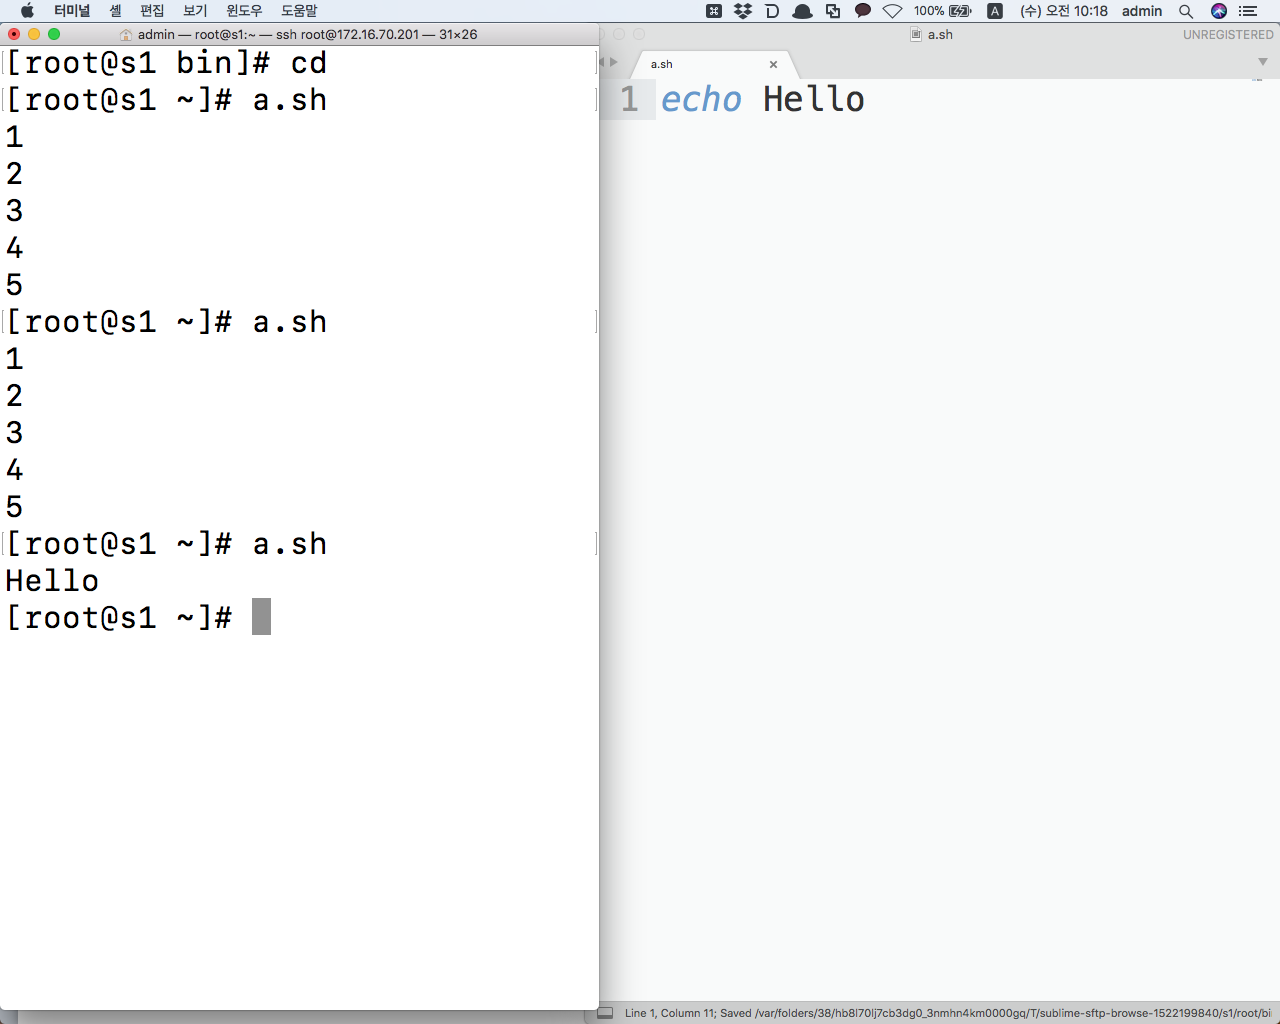 터미널 셸 편집 보기 윈도우 도움말 100% A (수) 오전 10:18 admin
admin — root@s1:~ — ssh root@172.16.70.201 — 31×26
[root@s1 bin]# cd
[root@s1 ~]# a.sh
1
2
3
4
5
[root@s1 ~]# a.sh
1
2
3
4
5
[root@s1 ~]# a.sh
Hello
[root@s1 ~]#
a.sh UNREGISTERED
a.sh
1 echo Hello
Line 1, Column 11; Saved /var/folders/38/hb8l70lj7cb3dg0_3nmhn4km0000gq/T/sublime-sftp-browse-1522199840/s1/root/bi